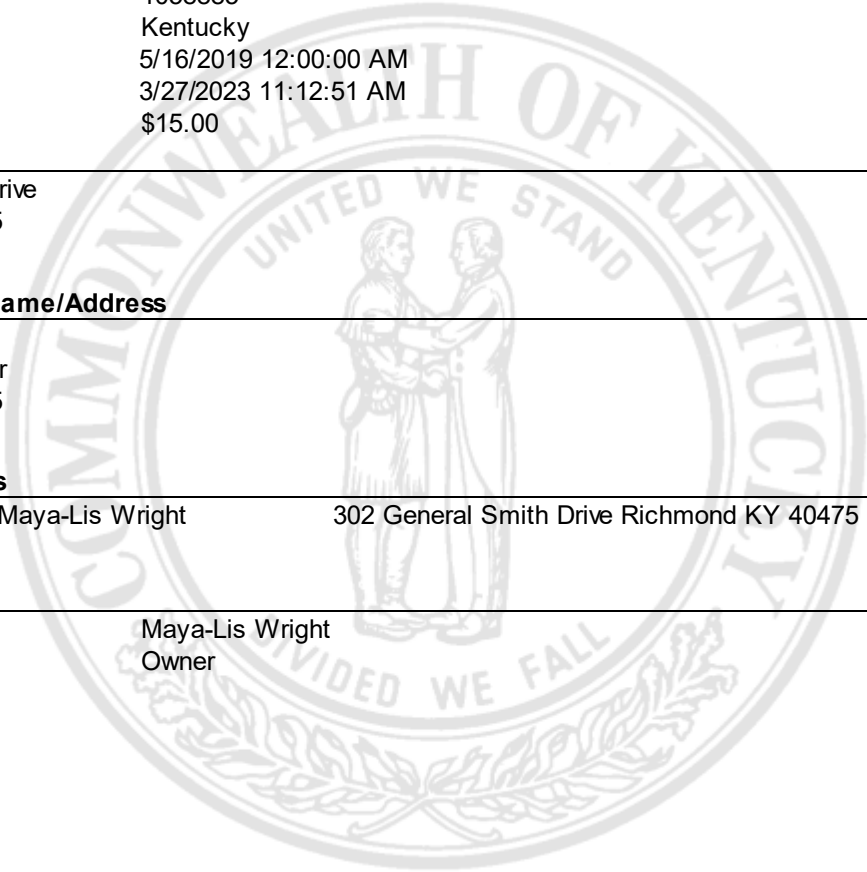 Kentucky
5/16/2019 12:00:00 AM
3/27/2023 11:12:51 AM
$15.00
rive
5
ame/Address
r
5
s
Maya-Lis Wright 302 General Smith Drive Richmond KY 40475
Maya-Lis Wright
Owner
COMMONWEALTH OF KENTUCKY
UNITED WE STAND
DIVIDED WE FALL